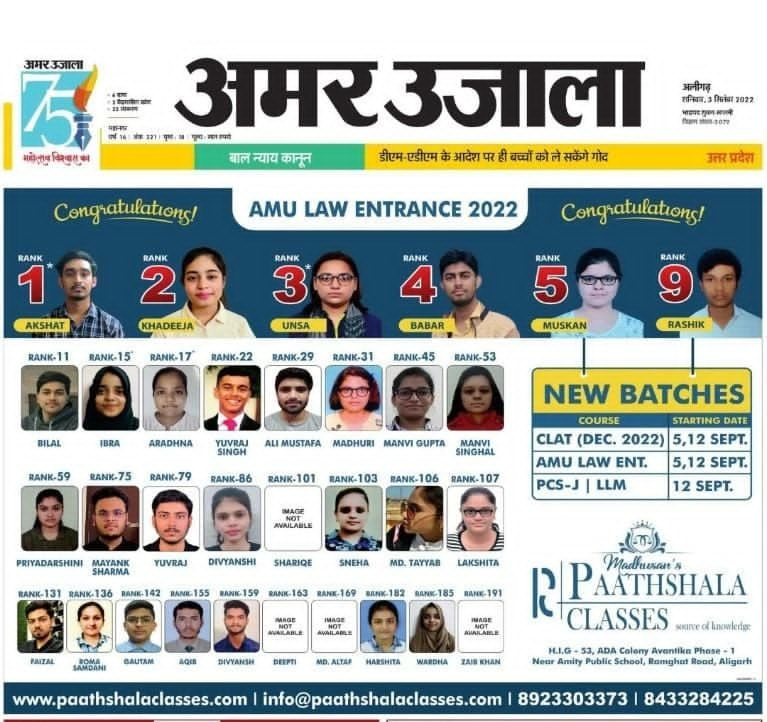 अमर उजाला
75
महोत्सव विश्वास का
अमर उजाला
अलीगढ़
शनिवार, 3 सितंबर 2022
बाल न्याय कानून
डीएम-एडीएम के आदेश पर ही बच्चों को ले सकेंगे गोद
उत्तर प्रदेश
Congratulations!
AMU LAW ENTRANCE 2022
Congratulations!
RANK RANK RANK RANK RANK RANK
1* 2 3* 4 5 9
AKSHAT KHADEEJA UNSA BABAR MUSKAN RASHIK
RANK-11 RANK-15* RANK-17* RANK-22 RANK-29 RANK-31 RANK-45 RANK-53
BILAL IBRA ARADHNA YUVRAJ SINGH ALI MUSTAFA MADHURI MANVI GUPTA MANVI SINGHAL
NEW BATCHES
COURSE STARTING DATE
CLAT (DEC. 2022) 5,12 SEPT.
AMU LAW ENT. 5,12 SEPT.
PCS-J | LLM 12 SEPT.
RANK-59 RANK-75 RANK-79 RANK-86 RANK-101 RANK-103 RANK-106 RANK-107
IMAGE NOT AVAILABLE
PRIYADARSHINI MAYANK SHARMA YUVRAJ DIVYANSHI SHARIQE SNEHA MD. TAYYAB LAKSHITA
RANK-131 RANK-136 RANK-142 RANK-155 RANK-159 RANK-163 RANK-169 RANK-182 RANK-185 RANK-191
IMAGE NOT AVAILABLE IMAGE NOT AVAILABLE IMAGE NOT AVAILABLE
FAIZAL ROMA SAMDANI GAUTAM AQIB DIVYANSH DEEPTI MD. ALTAF HARSHITA WARDHA ZAIB KHAN
Madhusan's
PAATHSHALA
CLASSES source of knowledge
H.I.G - 53, ADA Colony Avantika Phase - 1
Near Amity Public School, Ramghat Road, Aligarh
www.paathshalaclasses.com | info@paathshalaclasses.com | 8923303373 | 8433284225